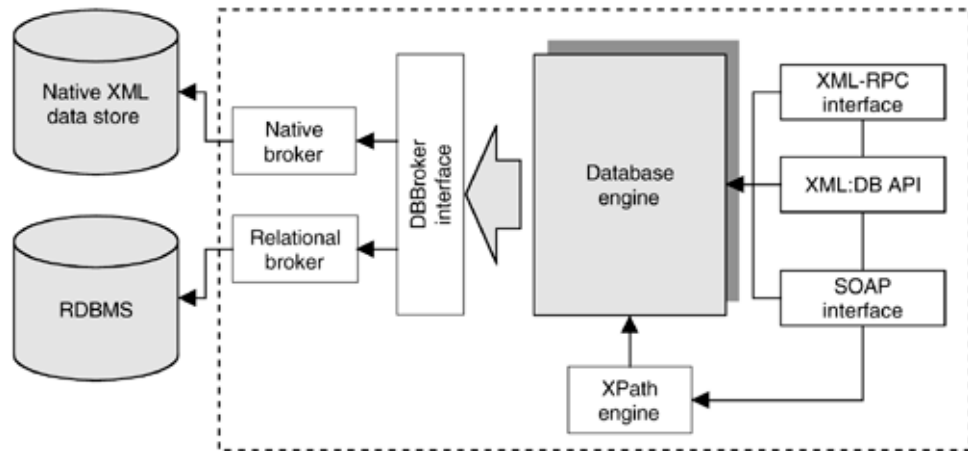 Native XML
data store
RDBMS
Native
broker
Relational
broker
DBBroker
interface
Database
engine
XPath
engine
XML-RPC
interface
XML:DB API
SOAP
interface